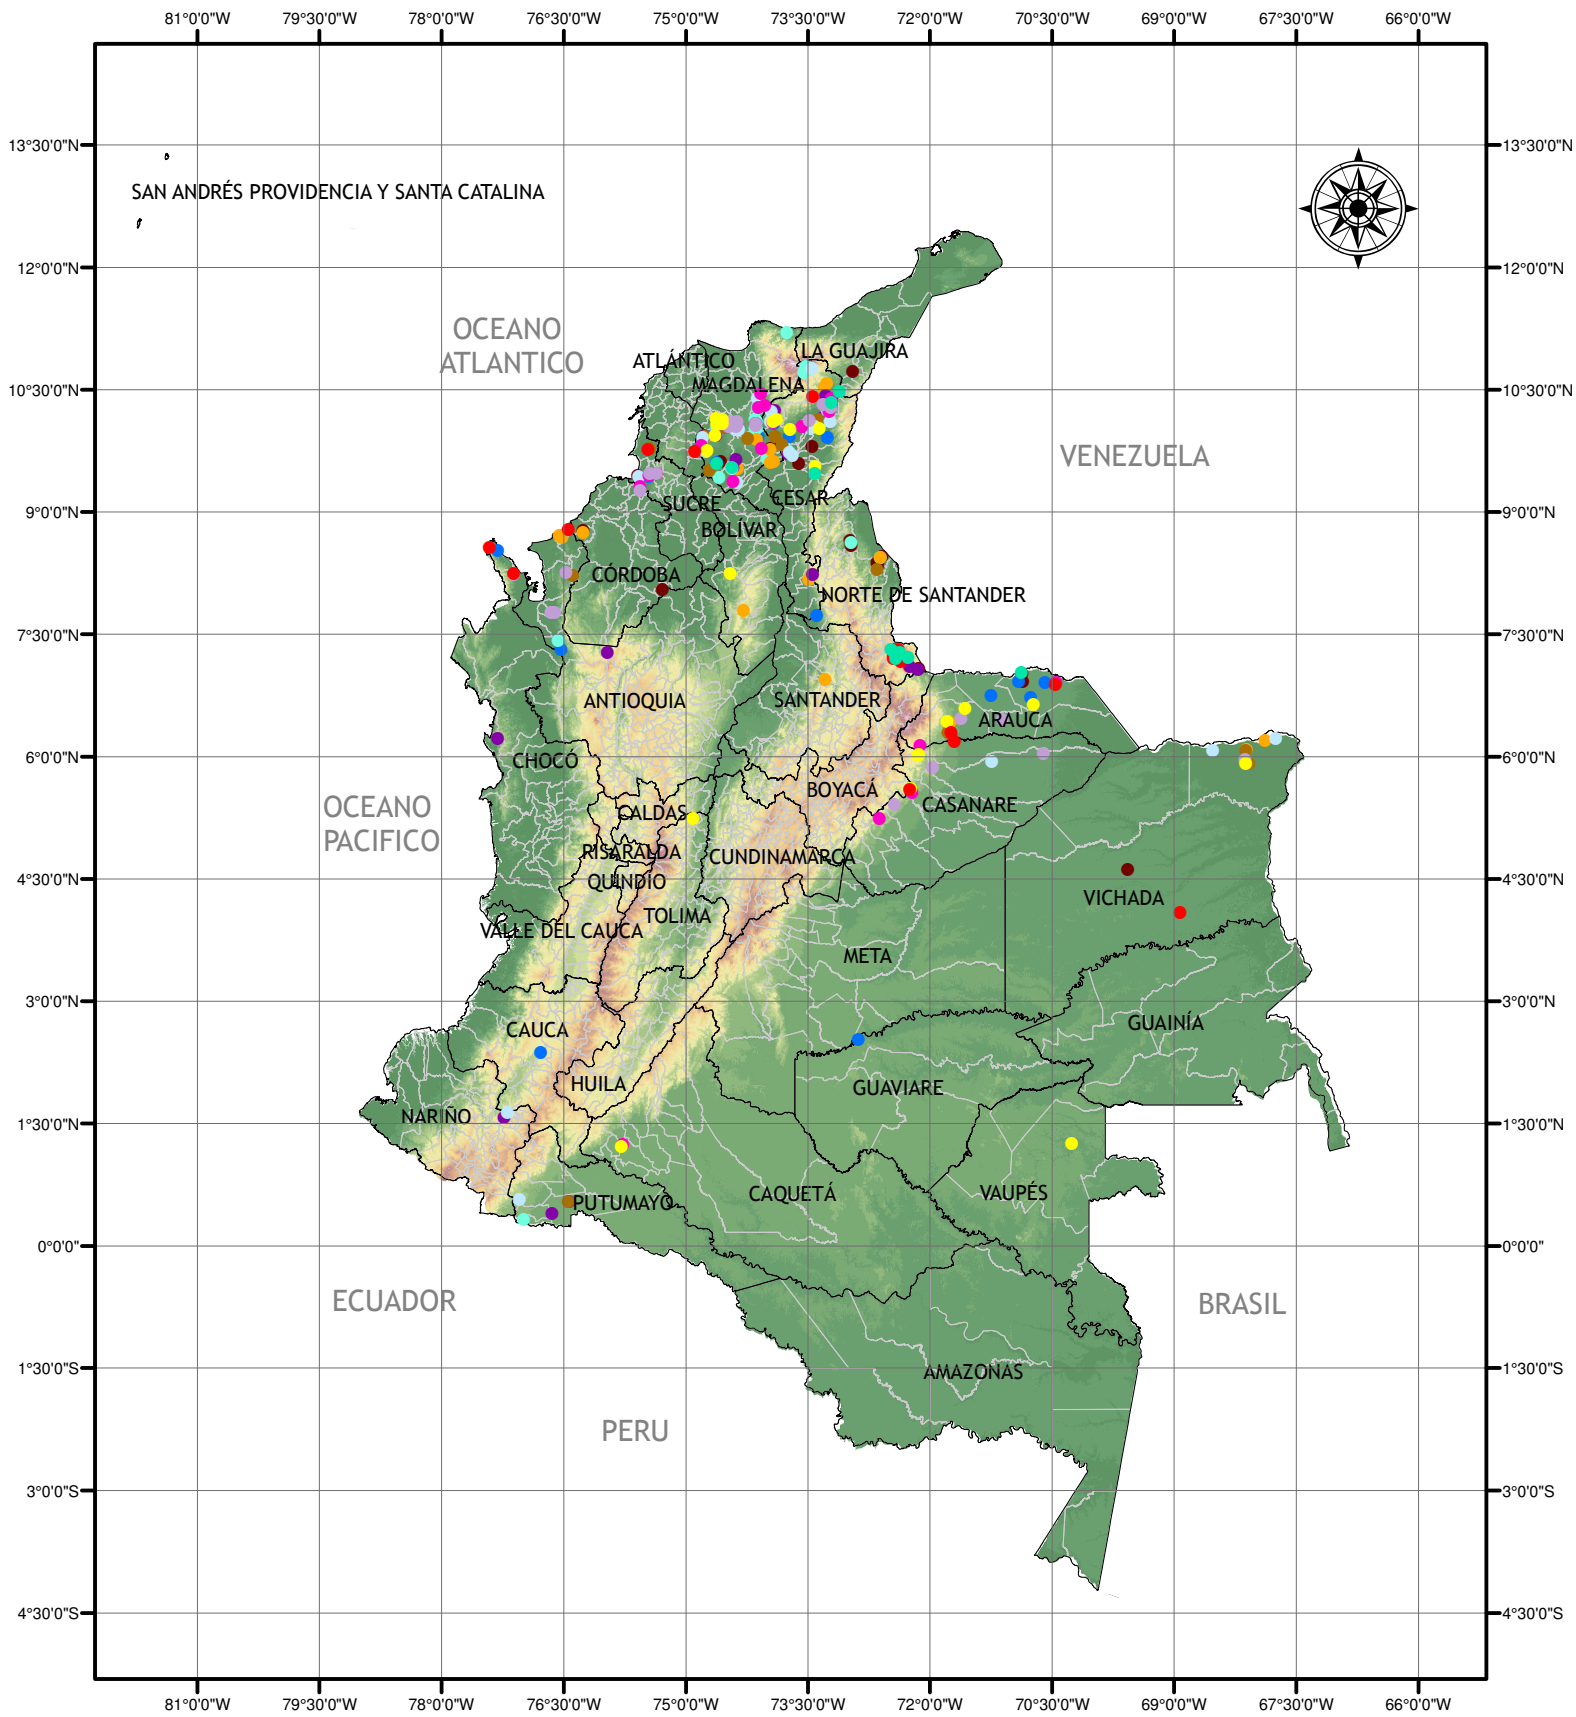 81°0'0"W 79°30'0"W 78°0'0"W 76°30'0"W 75°0'0"W 73°30'0"W 72°0'0"W 70°30'0"W 69°0'0"W 67°30'0"W 66°0'0"W
13°30'0"N 13°30'0"N
SAN ANDRÉS PROVIDENCIA Y SANTA CATALINA
12°0'0"N 12°0'0"N
OCEANO
ATLANTICO
LA GUAJIRA
ATLÁNTICO
MAGDALENA
10°30'0"N 10°30'0"N
VENEZUELA
CESAR
SUCRE
9°0'0"N 9°0'0"N
BOLÍVAR
CÓRDOBA
NORTE DE SANTANDER
7°30'0"N 7°30'0"N
ANTIOQUIA
SANTANDER
ARAUCA
6°0'0"N 6°0'0"N
CHOCÓ
BOYACÁ
CASANARE
OCEANO
PACIFICO
CALDAS
RISARALDA
CUNDINAMARCA
QUINDÍO
4°30'0"N 4°30'0"N
VICHADA
TOLIMA
VALLE DEL CAUCA
META
3°0'0"N 3°0'0"N
GUAINÍA
CAUCA
HUILA
GUAVIARE
NARIÑO
1°30'0"N 1°30'0"N
CAQUETÁ
VAUPÉS
PUTUMAYO
0°0'0" 0°0'0"
ECUADOR
BRASIL
1°30'0"S 1°30'0"S
AMAZONAS
PERU
3°0'0"S 3°0'0"S
4°30'0"S 4°30'0"S
81°0'0"W 79°30'0"W 78°0'0"W 76°30'0"W 75°0'0"W 73°30'0"W 72°0'0"W 70°30'0"W 69°0'0"W 67°30'0"W 66°0'0"W